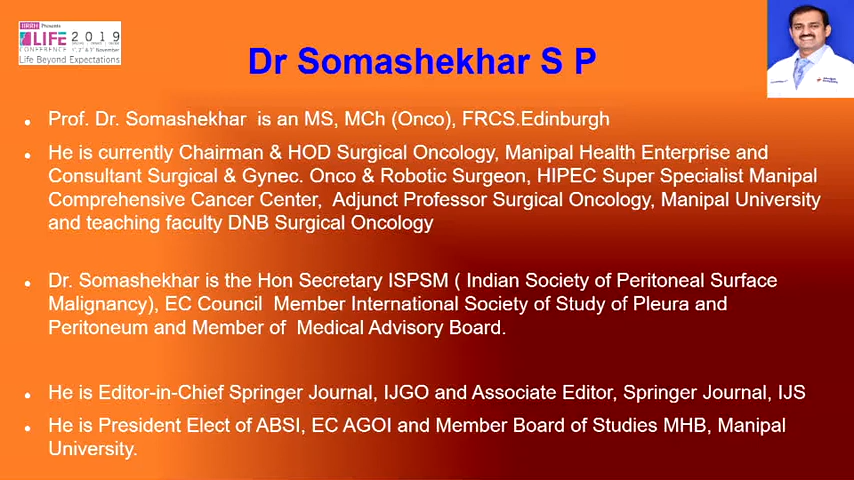 IIRRH Presents
LIFE 2019
CONFERENCE
Life Beyond Expectations
Dr Somashekhar S P
Prof. Dr. Somashekhar is an MS, MCh (Onco), FRCS.Edinburgh
He is currently Chairman & HOD Surgical Oncology, Manipal Health Enterprise and
Consultant Surgical & Gynec. Onco & Robotic Surgeon, HIPEC Super Specialist Manipal
Comprehensive Cancer Center, Adjunct Professor Surgical Oncology, Manipal University
and teaching faculty DNB Surgical Oncology
Dr. Somashekhar is the Hon Secretary ISPSM ( Indian Society of Peritoneal Surface
Malignancy), EC Council Member International Society of Study of Pleura and
Peritoneum and Member of Medical Advisory Board.
He is Editor-in-Chief Springer Journal, IJGO and Associate Editor, Springer Journal, IJS
He is President Elect of ABSI, EC AGOI and Member Board of Studies MHB, Manipal
University.